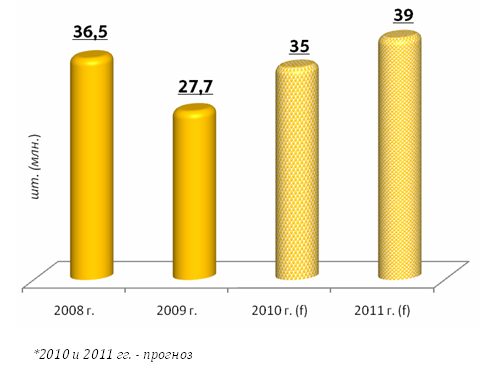 36,5
27,7
35
39
шт. (млн.)
2008 г.
2009 г.
2010 г. (f)
2011 г. (f)
*2010 и 2011 гг. - прогноз